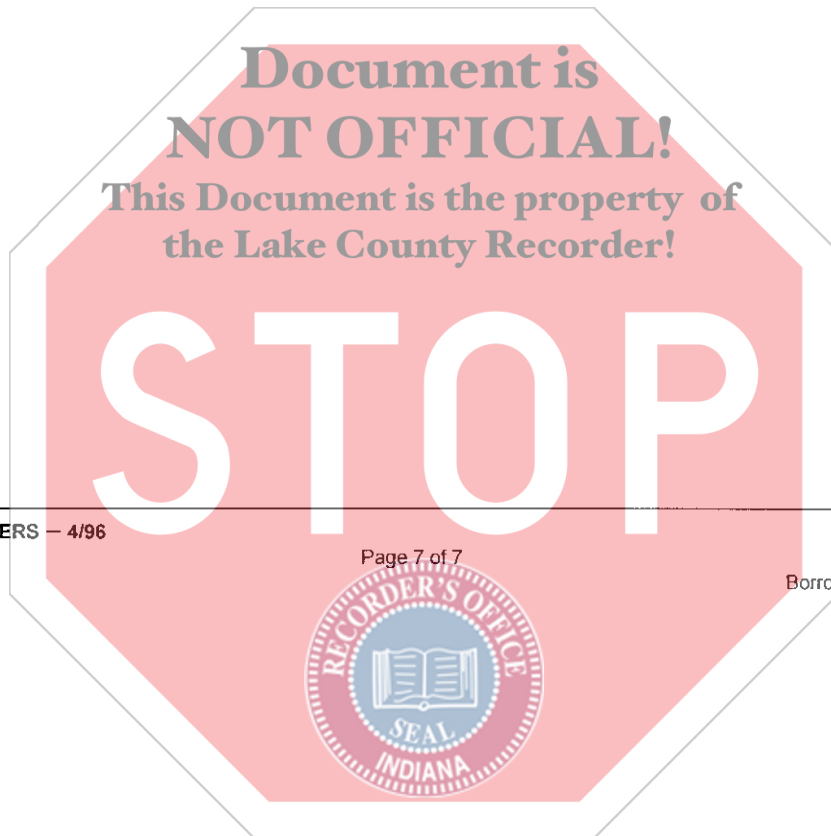 Document is
NOT OFFICIAL!
This Document is the property of
the Lake County Recorder!
STOP
ERS — 4/96
Page 7 of 7
Borro
RECORDER'S OFFICE
SEAL
INDIANA